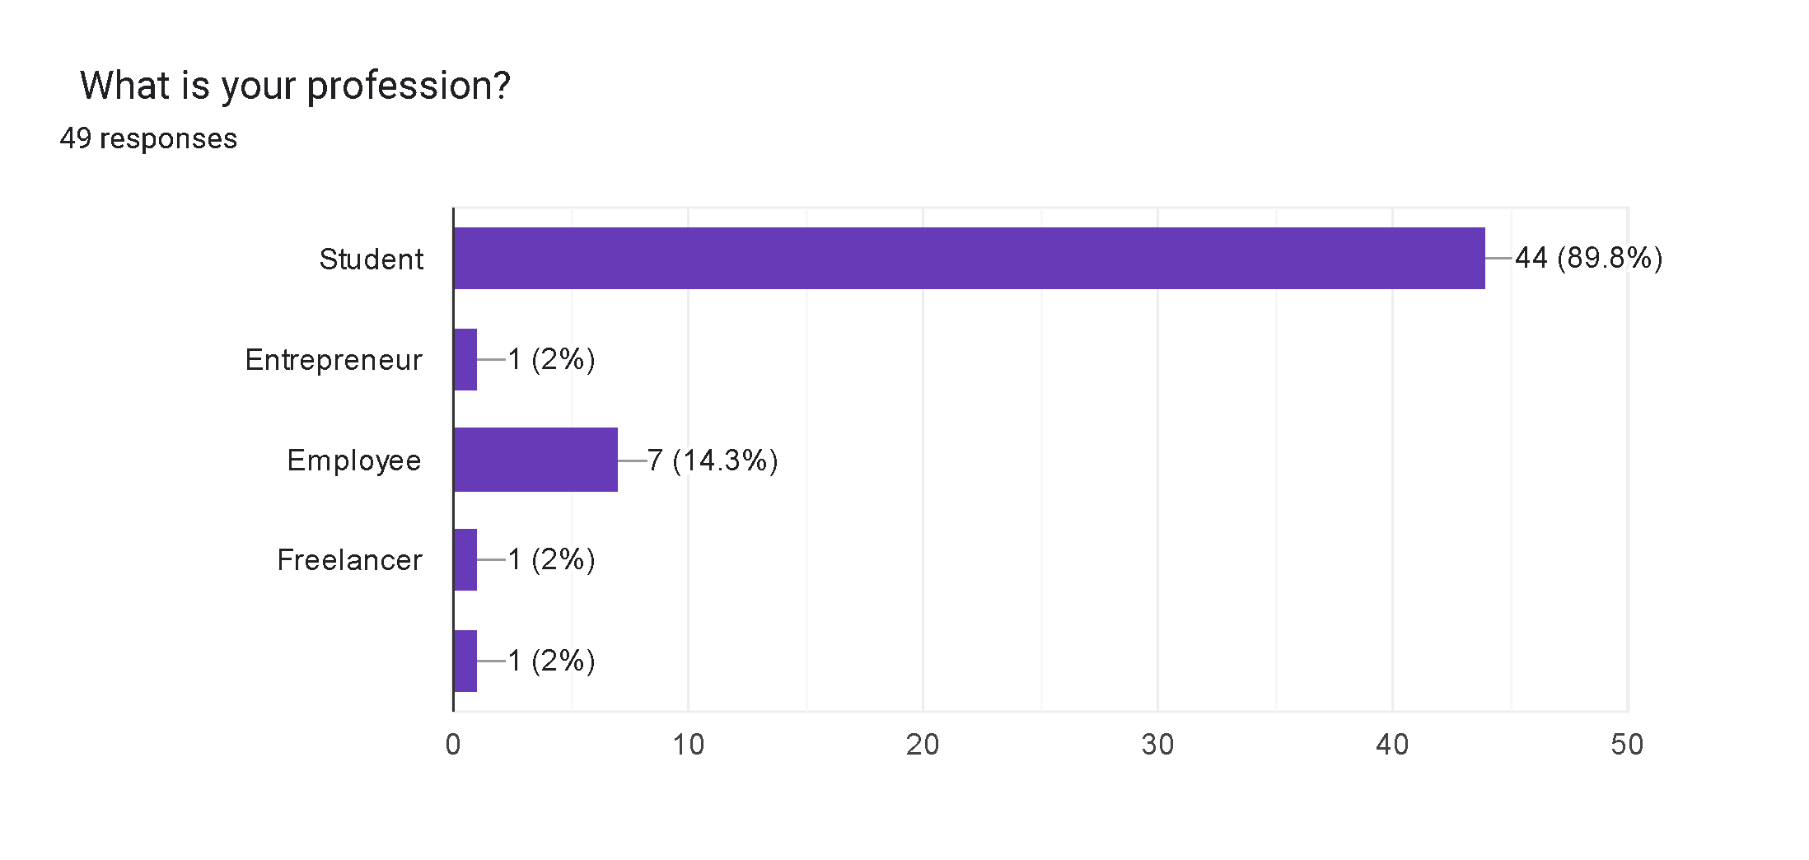 What is your profession?
49 responses
Student
44 (89.8%)
Entrepreneur
1 (2%)
Employee
7 (14.3%)
Freelancer
1 (2%)
1 (2%)
0 10 20 30 40 50